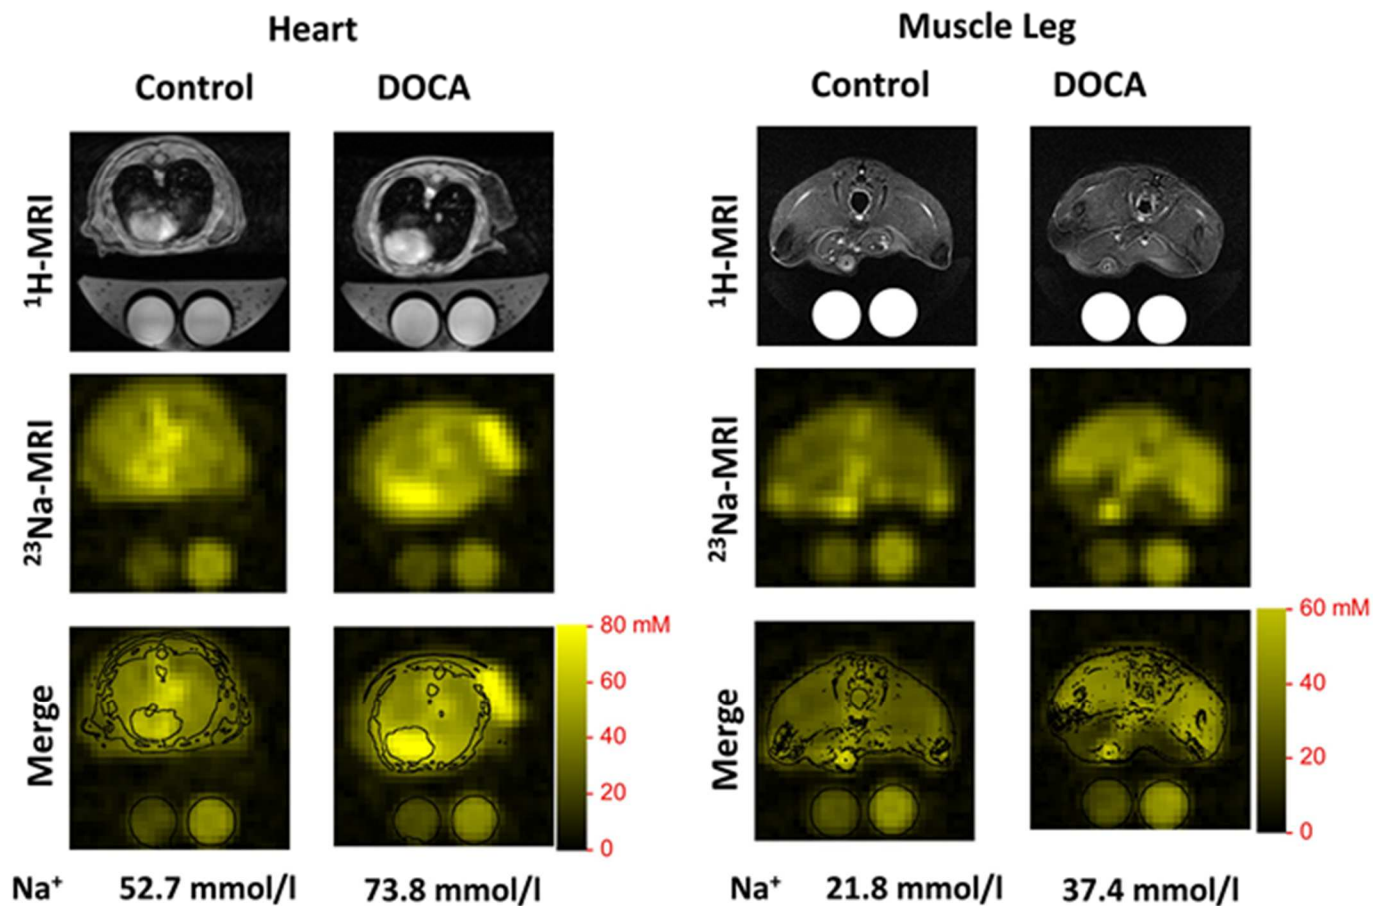 Heart
Muscle Leg
Control
DOCA
Control
DOCA
¹H-MRI
¹H-MRI
²³Na-MRI
²³Na-MRI
Merge
80 mM
60
40
20
0
Merge
60 mM
40
20
0
Na⁺ 52.7 mmol/l 73.8 mmol/l
Na⁺ 21.8 mmol/l 37.4 mmol/l